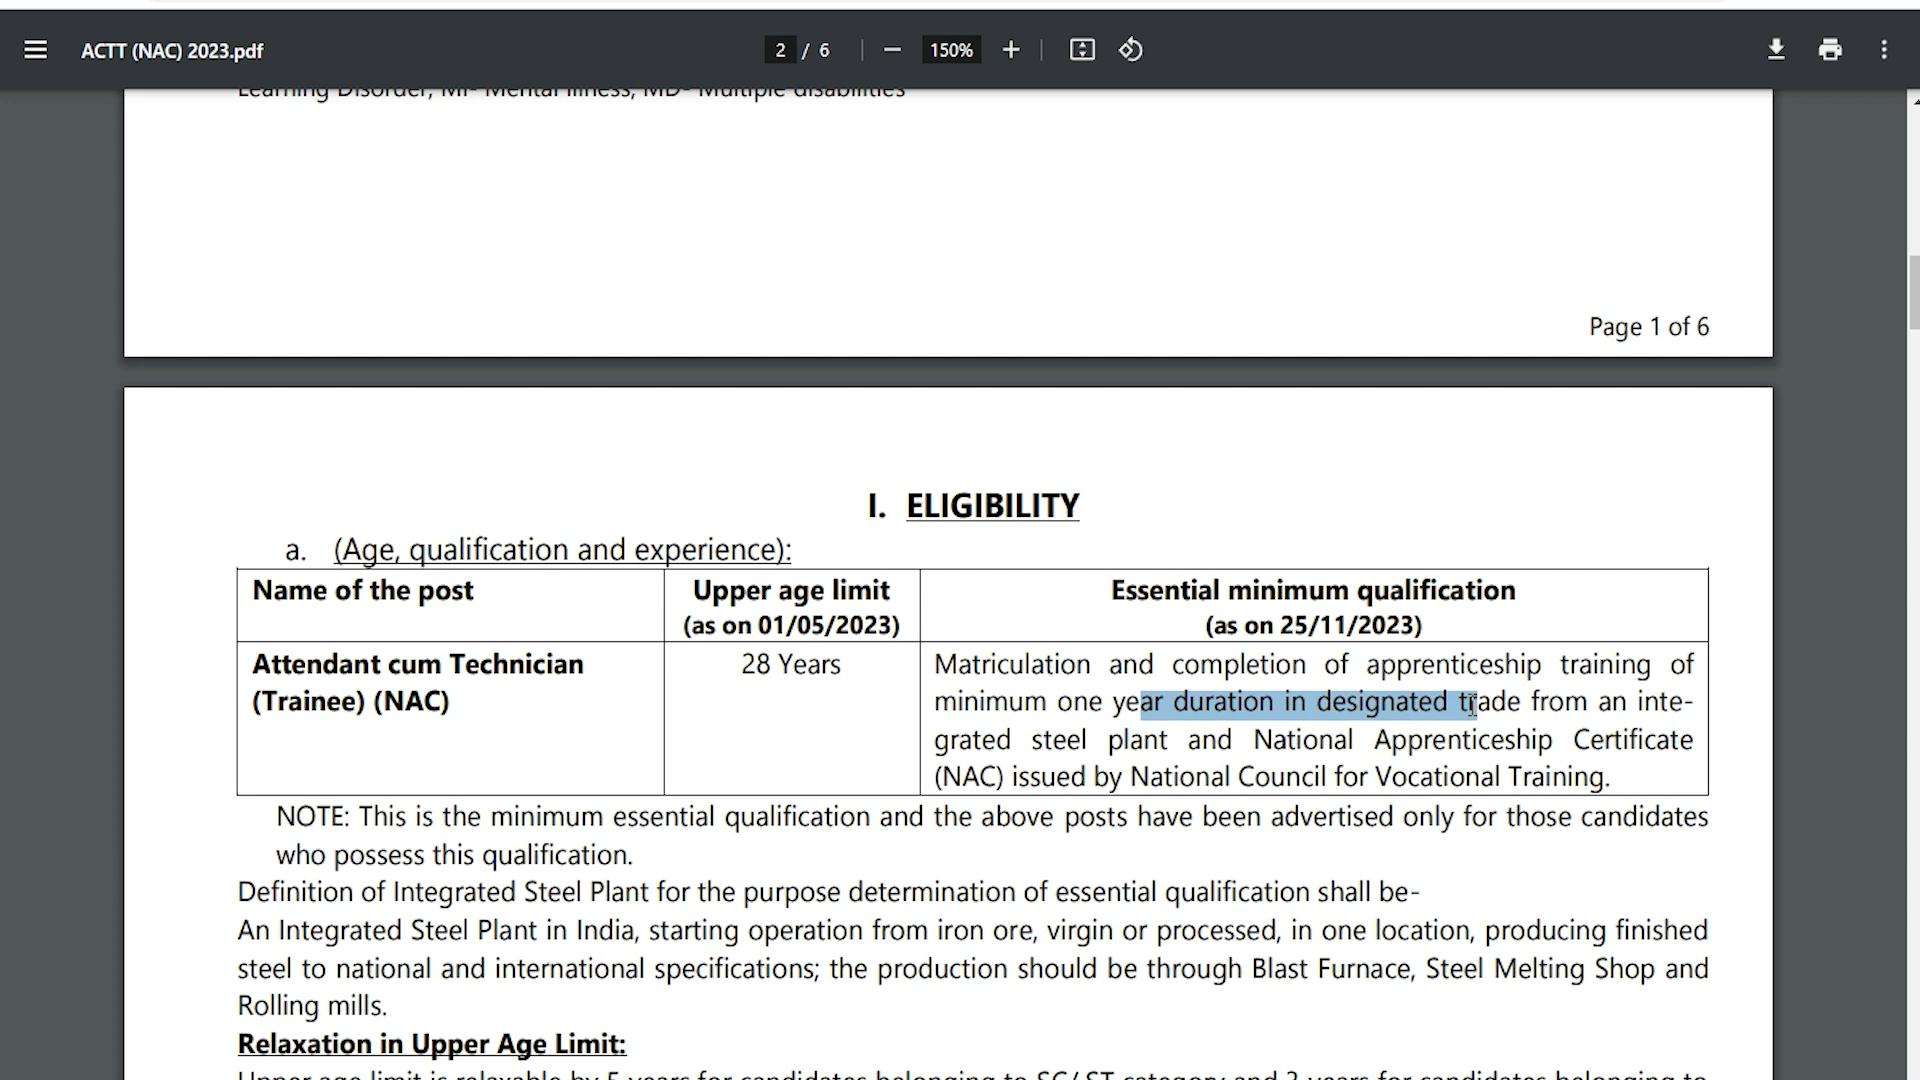 ACTT (NAC) 2023.pdf
2 / 6
150%
Learning Disorder, MI- Mental Illness, MD- Multiple disabilities
Page 1 of 6
I. ELIGIBILITY
a. (Age, qualification and experience):
Name of the post
Upper age limit
(as on 01/05/2023)
Essential minimum qualification
(as on 25/11/2023)
Attendant cum Technician
(Trainee) (NAC)
28 Years
Matriculation and completion of apprenticeship training of
minimum one year duration in designated trade from an inte-
grated steel plant and National Apprenticeship Certificate
(NAC) issued by National Council for Vocational Training.
NOTE: This is the minimum essential qualification and the above posts have been advertised only for those candidates
who possess this qualification.
Definition of Integrated Steel Plant for the purpose determination of essential qualification shall be-
An Integrated Steel Plant in India, starting operation from iron ore, virgin or processed, in one location, producing finished
steel to national and international specifications; the production should be through Blast Furnace, Steel Melting Shop and
Rolling mills.
Relaxation in Upper Age Limit:
Upper age limit is relaxable by 5 years for candidates belonging to SC/ ST category and 3 years for candidates belonging to